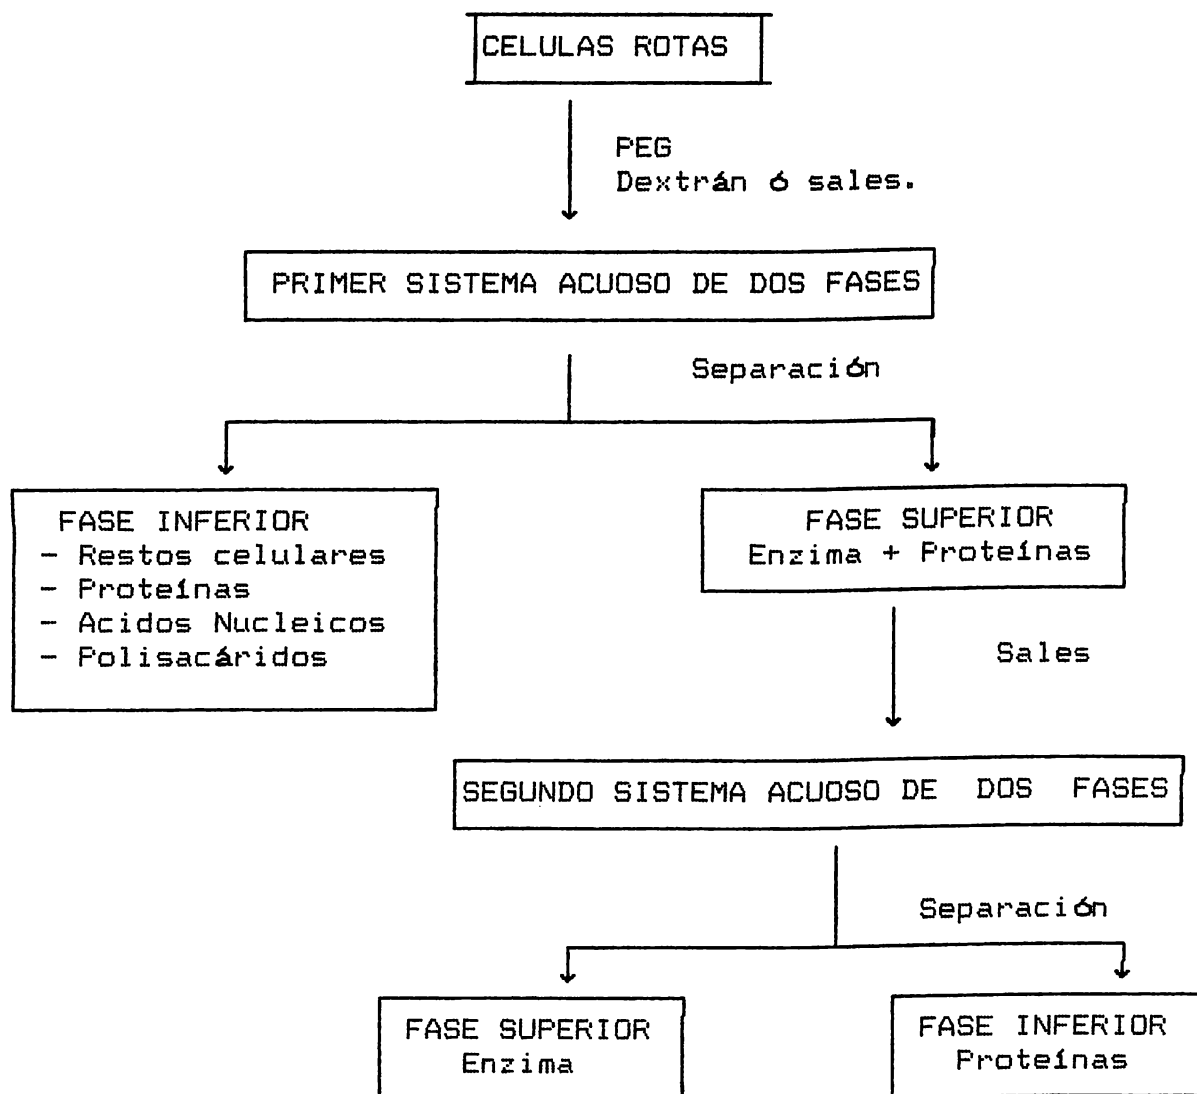 CELULAS ROTAS
PEG
Dextrán ó sales.
PRIMER SISTEMA ACUOSO DE DOS FASES
Separación
FASE INFERIOR
- Restos celulares
- Proteínas
- Acidos Nucleicos
- Polisacáridos
FASE SUPERIOR
Enzima + Proteínas
Sales
SEGUNDO SISTEMA ACUOSO DE DOS FASES
Separación
FASE SUPERIOR
Enzima
FASE INFERIOR
Proteínas